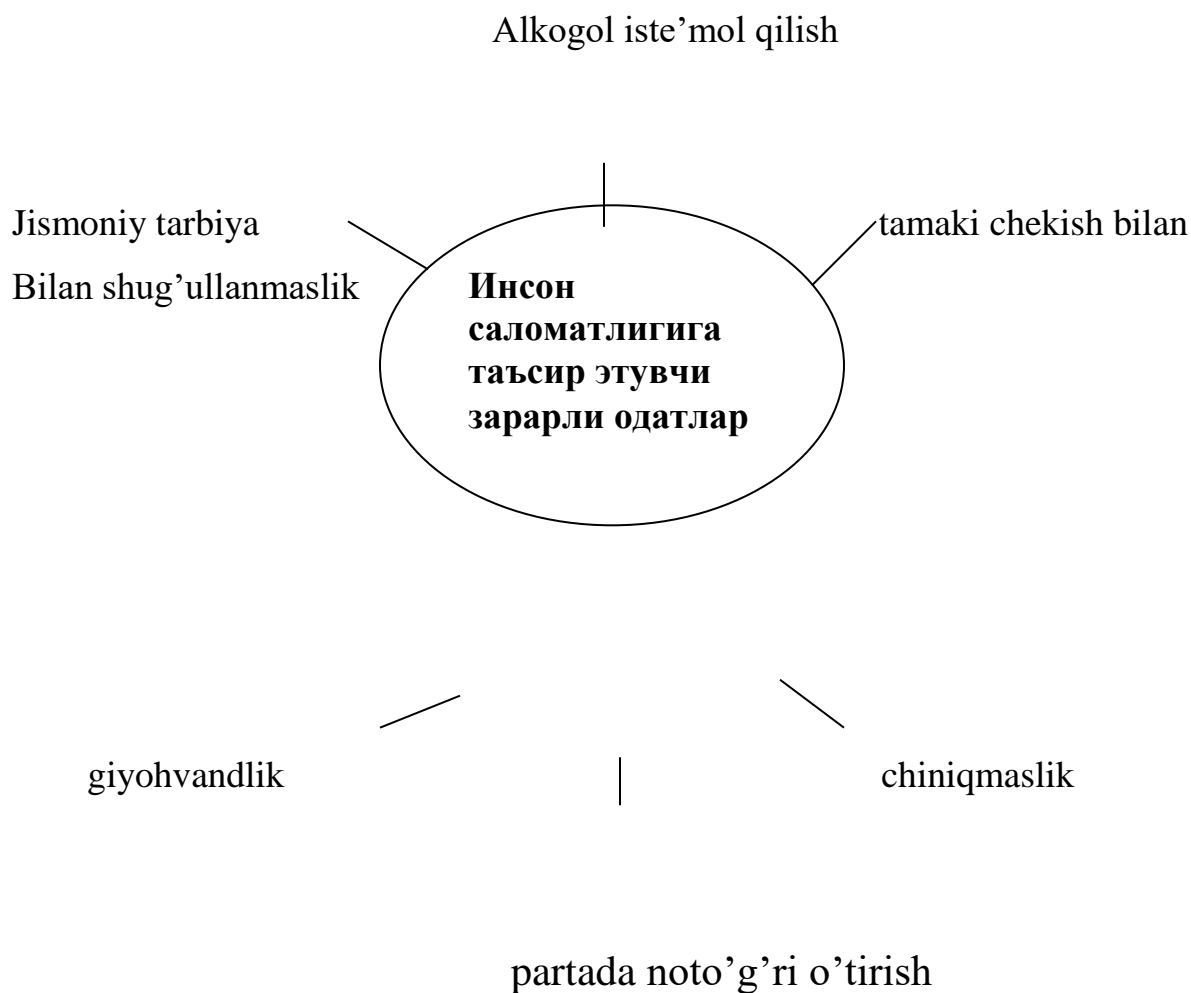 Alkogol iste’mol qilish
Jismoniy tarbiya
Bilan shug’ullanmaslik
tamaki chekish bilan
Инсон
саломатлигига
таъсир этувчи
зарарли одатлар
giyohvandlik
chiniqmaslik
partada noto’g’ri o’tirish